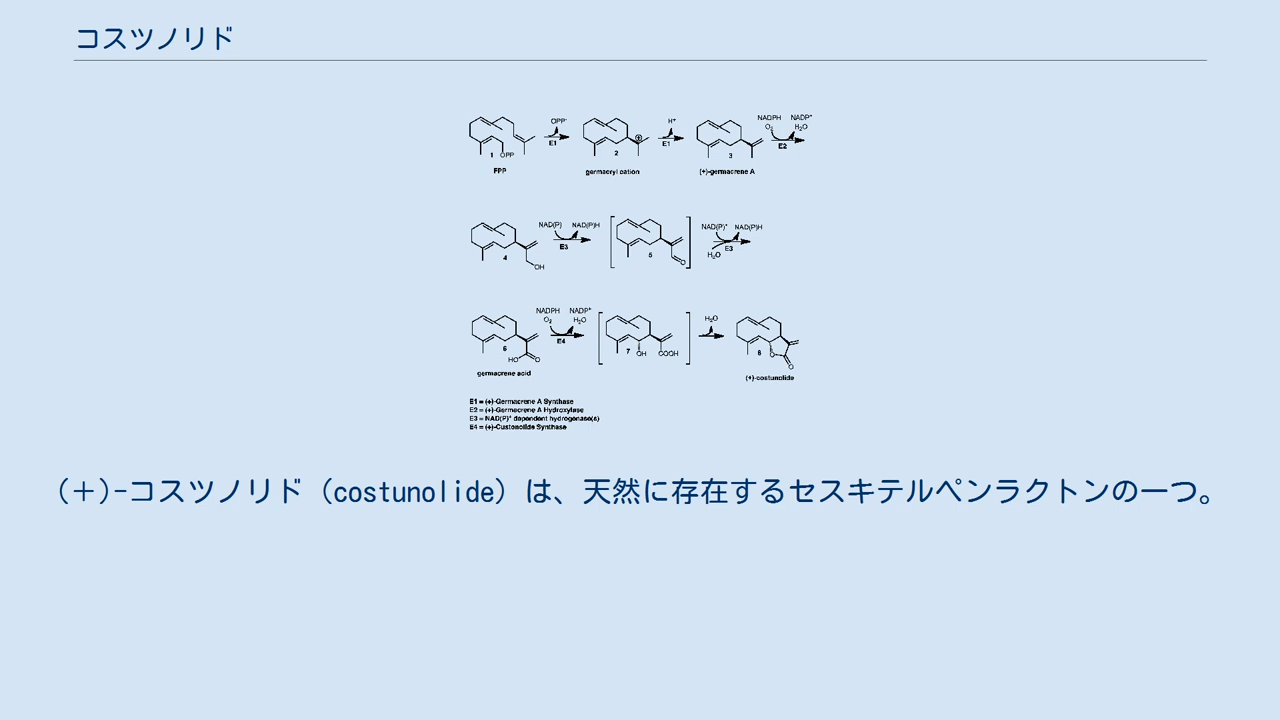 コスツノリド
OPP⁻
H⁺
NADPH NADP⁺
O₂ H₂O
E1
E1
E2
1 OPP
2
3
FPP
germacryl cation
(+)-germacrene A
NAD(P) NAD(P)H
NAD(P)⁺ NAD(P)H
E3
E3
H₂O
4
5
OH
O
NADPH NADP⁺
O₂ H₂O
H₂O
E4
6
7
8
HO O
OH COOH
O O
germacrene acid
(+)-costunolide
E1 = (+)-Germacrene A Synthase
E2 = (+)-Germecrene A Hydroxylase
E3 = NAD(P)⁺ dependent hydrogenase(s)
E4 = (+)-Custonolide Synthase
(＋)-コスツノリド（costunolide）は、天然に存在するセスキテルペンラクトンの一つ。